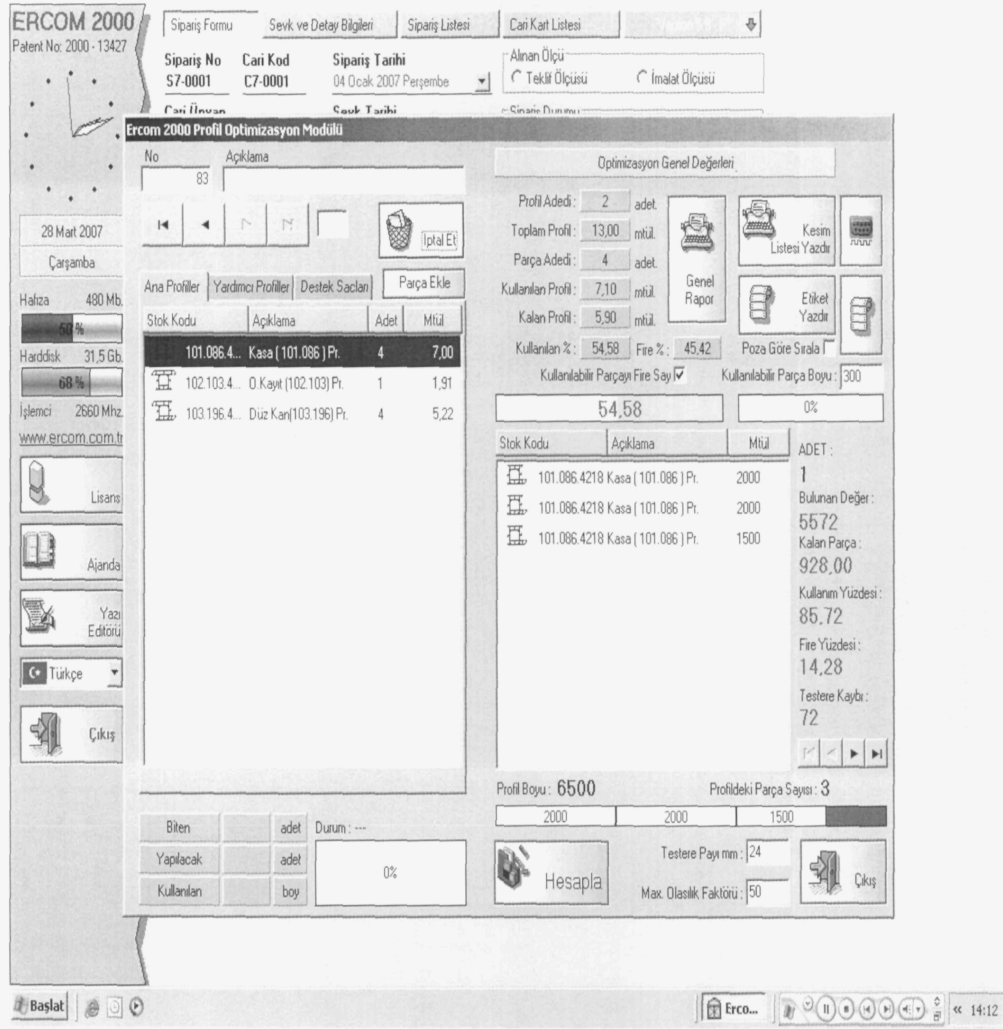 ERCOM 2000
Patent No: 2000 - 13427
28 Mart 2007
Çarşamba
Hafıza 480 Mb.
50 %
Harddisk 31,5 Gb.
68 %
İşlemci 2660 Mhz.
www.ercom.com.tr
Lisans
Ajanda
Yazı Editörü
Türkçe
Çıkış
Sipariş Formu
Sevk ve Detay Bilgileri
Sipariş Listesi
Cari Kart Listesi
Sipariş No Cari Kod Sipariş Tarihi
S7-0001 C7-0001 04 Ocak 2007 Perşembe
Alınan Ölçü
Teklif Ölçüsü İmalat Ölçüsü
Cari Ünvan Sevk Tarihi Sipariş Durumu
Ercom 2000 Profil Optimizasyon Modülü
No Açıklama
83
İptal Et
Ana Profiller Yardımcı Profiller Destek Sacları
Parça Ekle
Stok Kodu Açıklama Adet Mtül
101.086.4... Kasa ( 101.086 ) Pr. 4 7,00
102.103.4... O.Kayıt (102.103) Pr. 1 1,91
103.196.4... Düz Kan(103.196) Pr. 4 5,22
Biten adet Durum : ---
Yapılacak adet
Kullanılan boy
0%
Optimizasyon Genel Değerleri
Profil Adedi : 2 adet.
Toplam Profil : 13,00 mtül.
Parça Adedi : 4 adet.
Kullanılan Profil : 7,10 mtül.
Kalan Profil : 5,90 mtül.
Kullanılan % : 54,58 Fire % : 45,42
Genel Rapor
Kesim Listesi Yazdır
Etiket Yazdır
Poza Göre Sırala
Kullanılabilir Parçayı Fire Say
Kullanılabilir Parça Boyu : 300
54,58
0%
Stok Kodu Açıklama Mtül
101.086.4218 Kasa ( 101.086 ) Pr. 2000
101.086.4218 Kasa ( 101.086 ) Pr. 2000
101.086.4218 Kasa ( 101.086 ) Pr. 1500
ADET :
1
Bulunan Değer :
5572
Kalan Parça :
928,00
Kullanım Yüzdesi :
85,72
Fire Yüzdesi :
14,28
Testere Kaybı :
72
Profil Boyu : 6500 Profildeki Parça Sayısı : 3
2000 2000 1500
Hesapla
Testere Payı mm : 24
Max. Olasılık Faktörü : 50
Çıkış
Başlat
Erco...
14:12